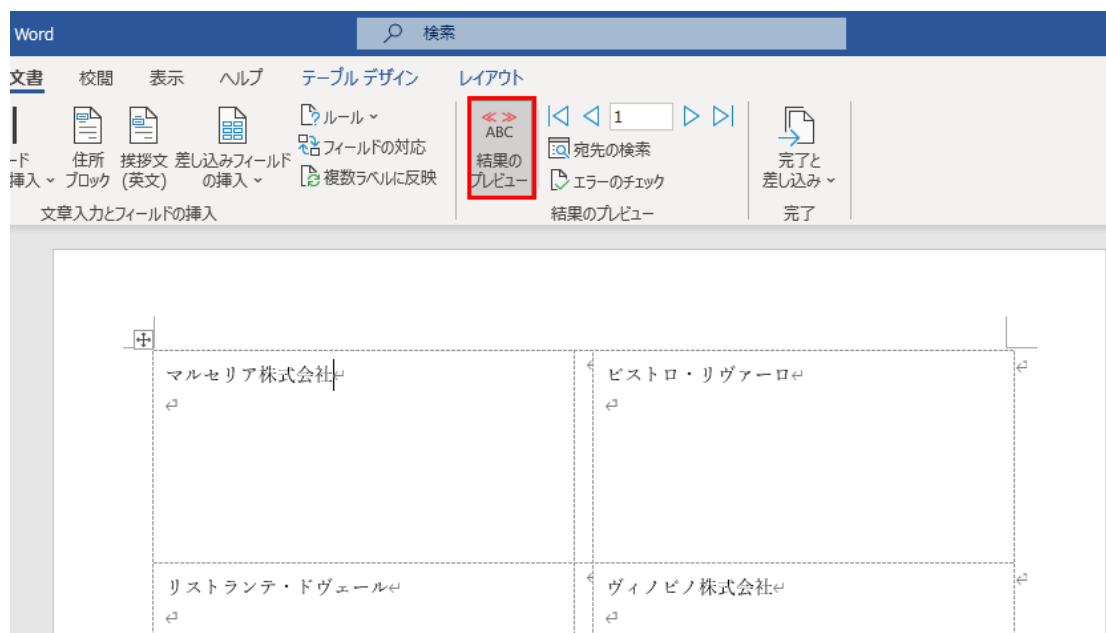 Word
検索
文書 校閲 表示 ヘルプ テーブル デザイン レイアウト
ード
挿入
住所
ブロック
挨拶文
(英文)
差し込みフィールド
の挿入
ルール
フィールドの対応
複数ラベルに反映
文章入力とフィールドの挿入
ABC
結果の
プレビュー
1
宛先の検索
エラーのチェック
結果のプレビュー
完了と
差し込み
完了
マルセリア株式会社
ビストロ・リヴァーロ
リストランテ・ドヴェール
ヴィノピノ株式会社